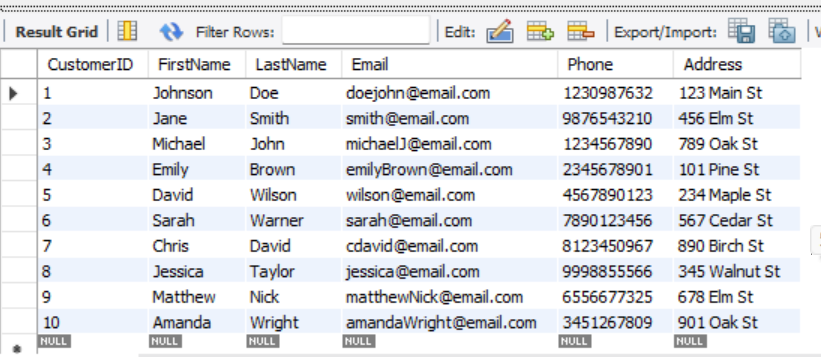 Result Grid Filter Rows: Edit: Export/Import:
CustomerID FirstName LastName Email Phone Address
1 Johnson Doe doejohn@email.com 1230987632 123 Main St
2 Jane Smith smith@email.com 9876543210 456 Elm St
3 Michael John michaelJ@email.com 1234567890 789 Oak St
4 Emily Brown emilyBrown@email.com 2345678901 101 Pine St
5 David Wilson wilson@email.com 4567890123 234 Maple St
6 Sarah Warner sarah@email.com 7890123456 567 Cedar St
7 Chris David cdavid@email.com 8123450967 890 Birch St
8 Jessica Taylor jessica@email.com 9998855566 345 Walnut St
9 Matthew Nick matthewNick@email.com 6556677325 678 Elm St
10 Amanda Wright amandaWright@email.com 3451267809 901 Oak St
NULL NULL NULL NULL NULL NULL